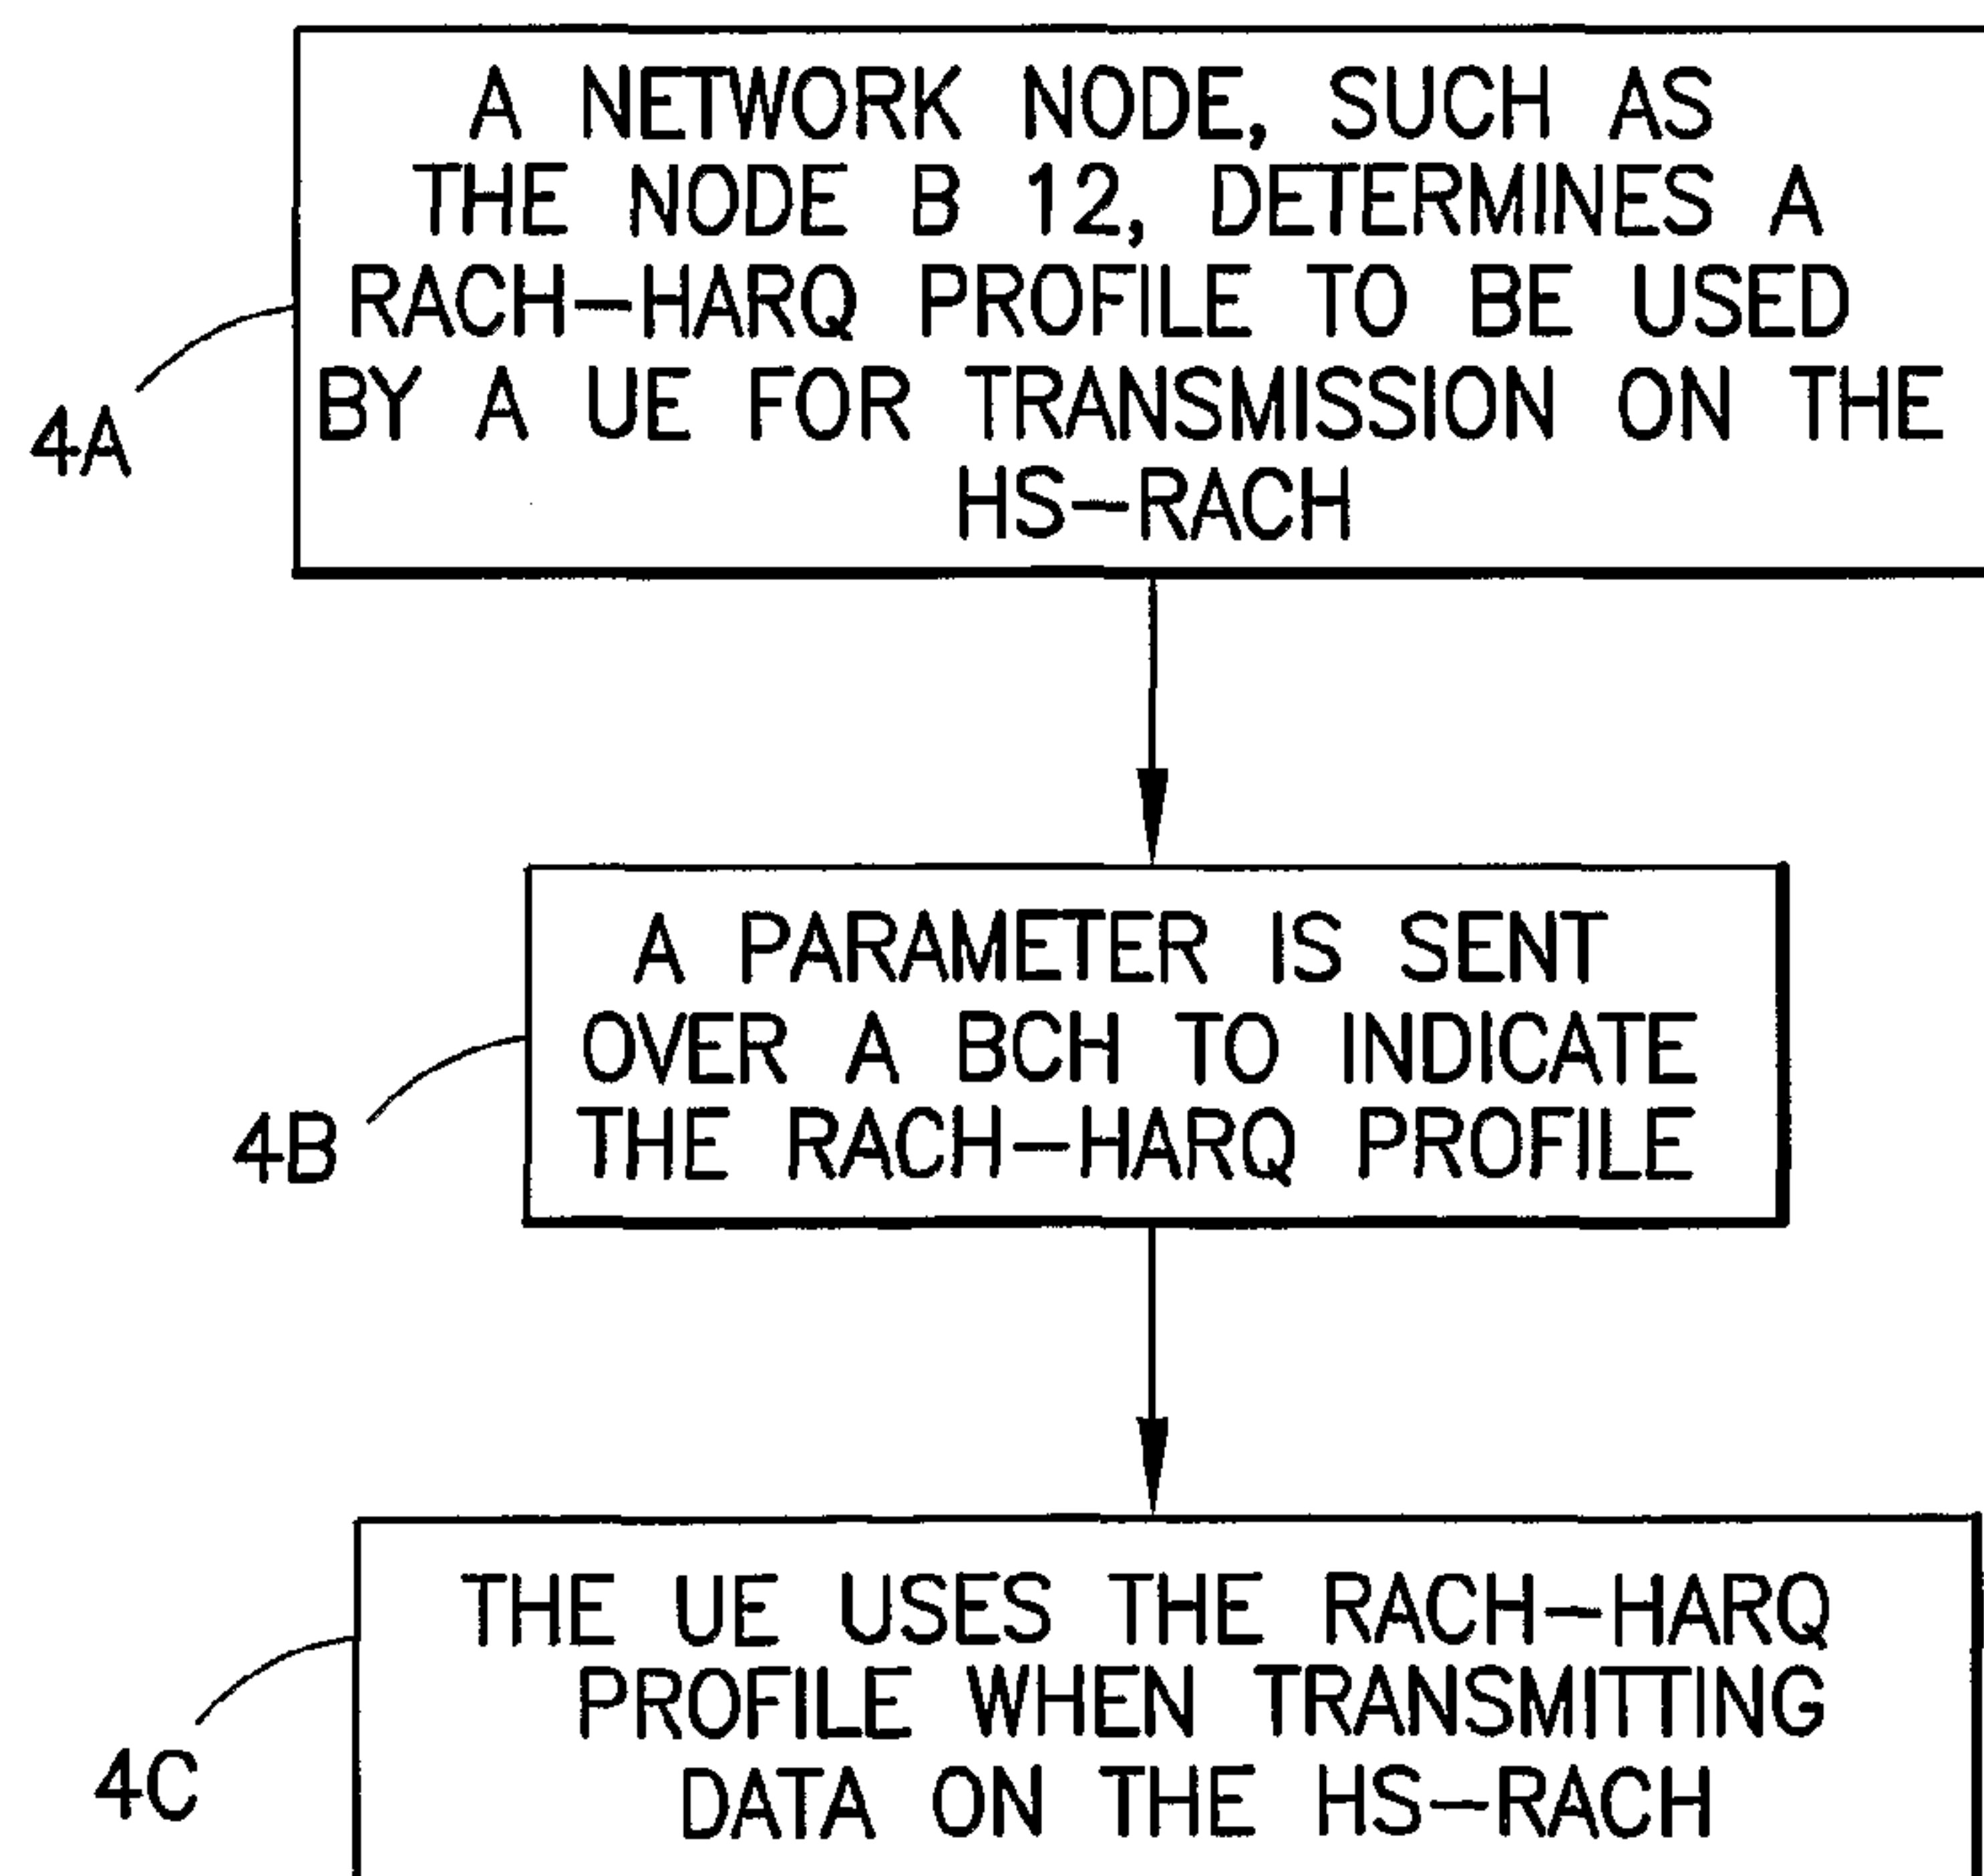 A NETWORK NODE, SUCH AS
THE NODE B 12, DETERMINES A
RACH-HARQ PROFILE TO BE USED
BY A UE FOR TRANSMISSION ON THE
HS-RACH
4A
A PARAMETER IS SENT
OVER A BCH TO INDICATE
THE RACH-HARQ PROFILE
4B
THE UE USES THE RACH-HARQ
PROFILE WHEN TRANSMITTING
DATA ON THE HS-RACH
4C